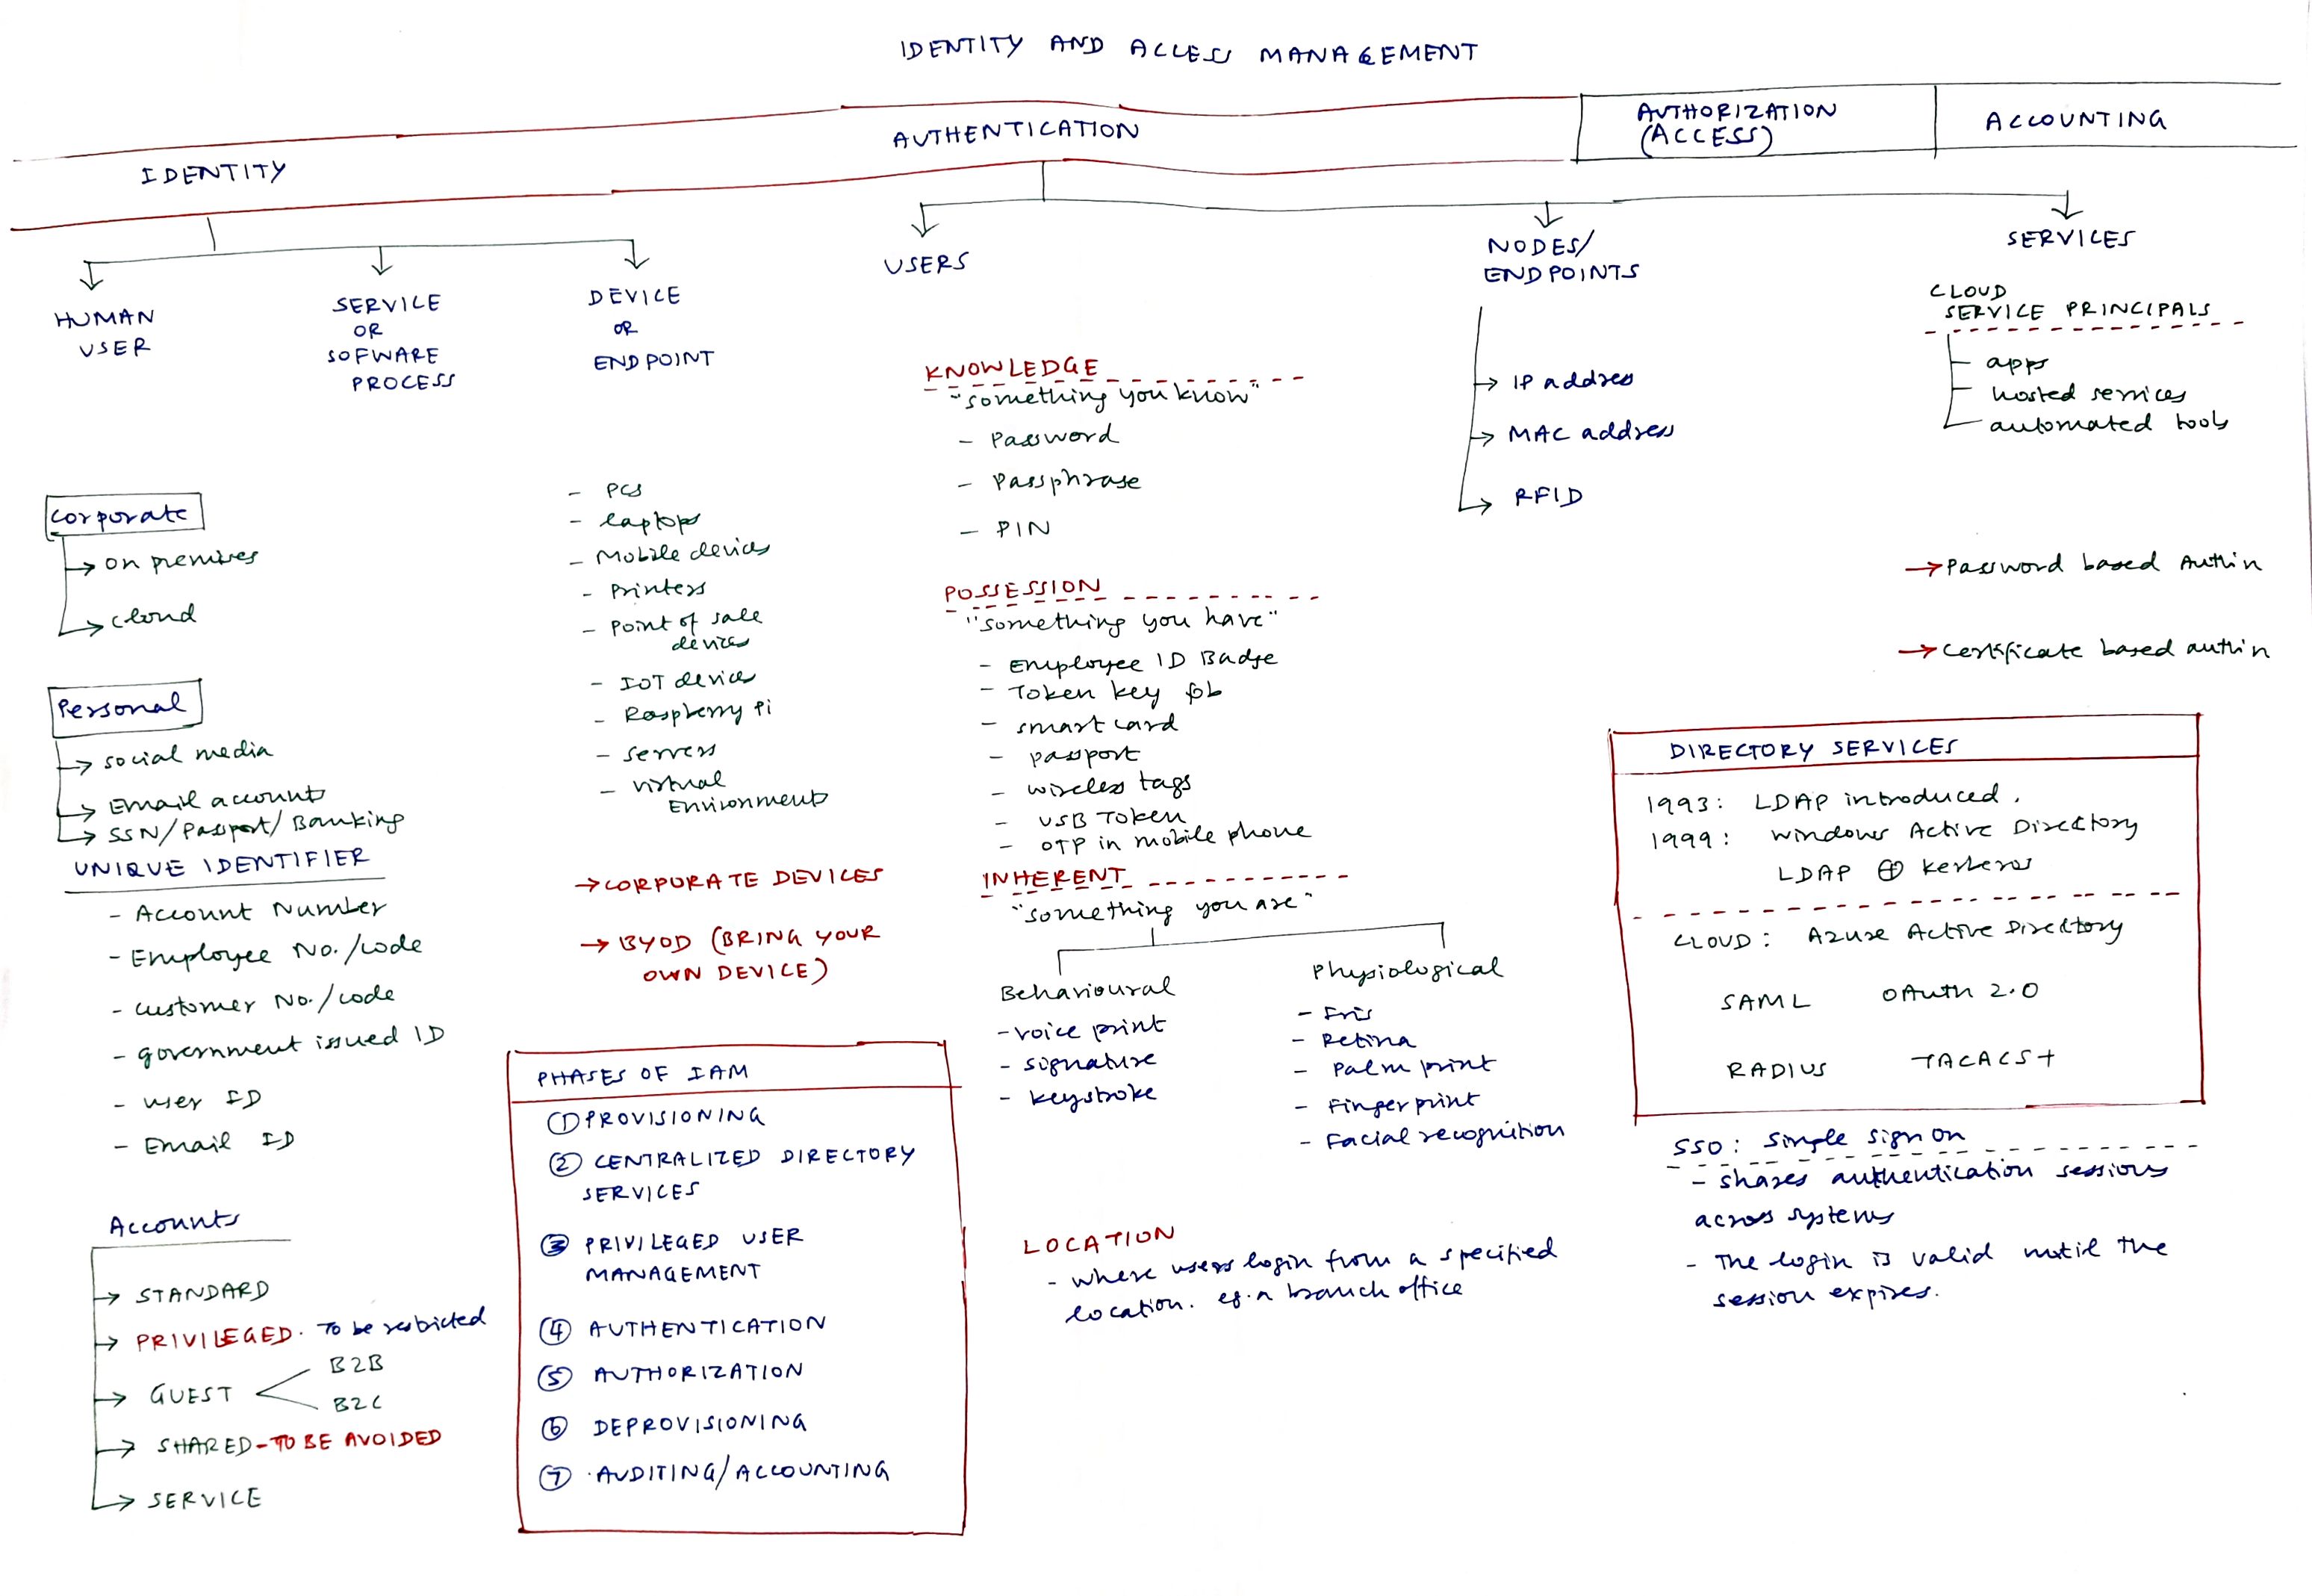 IDENTITY AND ACCESS MANAGEMENT
IDENTITY
AUTHENTICATION
AUTHORIZATION
(ACCESS)
ACCOUNTING
HUMAN
USER
SERVICE
OR
SOFWARE
PROCESS
DEVICE
OR
ENDPOINT
Corporate
→ on premises
→ cloud
Personal
→ social media
→ Email accounts
→ SSN/Passport/Banking
UNIQUE IDENTIFIER
- Account Number
- Employee No./code
- customer No./code
- government issued ID
- user ID
- Email ID
Accounts
→ STANDARD
→ PRIVILEGED. To be restricted
→ GUEST
B2B
B2C
→ SHARED - TO BE AVOIDED
→ SERVICE
- PCs
- laptops
- Mobile devices
- Printers
- Point of sale
devices
- IOT devices
- Raspberry Pi
- servers
- virtual
Environments
→ CORPORATE DEVICES
→ BYOD (BRING YOUR
OWN DEVICE)
PHASES OF IAM
① PROVISIONING
② CENTRALIZED DIRECTORY
SERVICES
③ PRIVILEGED USER
MANAGEMENT
④ AUTHENTICATION
⑤ AUTHORIZATION
⑥ DEPROVISIONING
⑦ AUDITING/ACCOUNTING
USERS
KNOWLEDGE
"something you know"
- Password
- Passphrase
- PIN
POSSESSION
"something you have"
- Employee ID Badge
- Token key fob
- smart card
- passport
- wireless tags
- USB Token
- OTP in mobile phone
INHERENT
"something you are"
Behavioural
- voice print
- signature
- keystroke
Physiological
- Iris
- Retina
- Palm print
- Fingerprint
- Facial recognition
LOCATION
- where users login from a specified
location. eg. a branch office
NODES/
ENDPOINTS
→ IP address
→ MAC address
→ RFID
SERVICES
CLOUD
SERVICE PRINCIPALS
apps
hosted services
automated tools
→ Password based Authn
→ certificate based authn
DIRECTORY SERVICES
1993: LDAP introduced.
1999: windows Active Directory
LDAP ⊕ Kerberos
CLOUD: Azure Active Directory
SAML OAuth 2.0
RADIUS TACACS+
SSO: Simple sign on
- shares authentication sessions
across systems
- The login is valid until the
session expires.